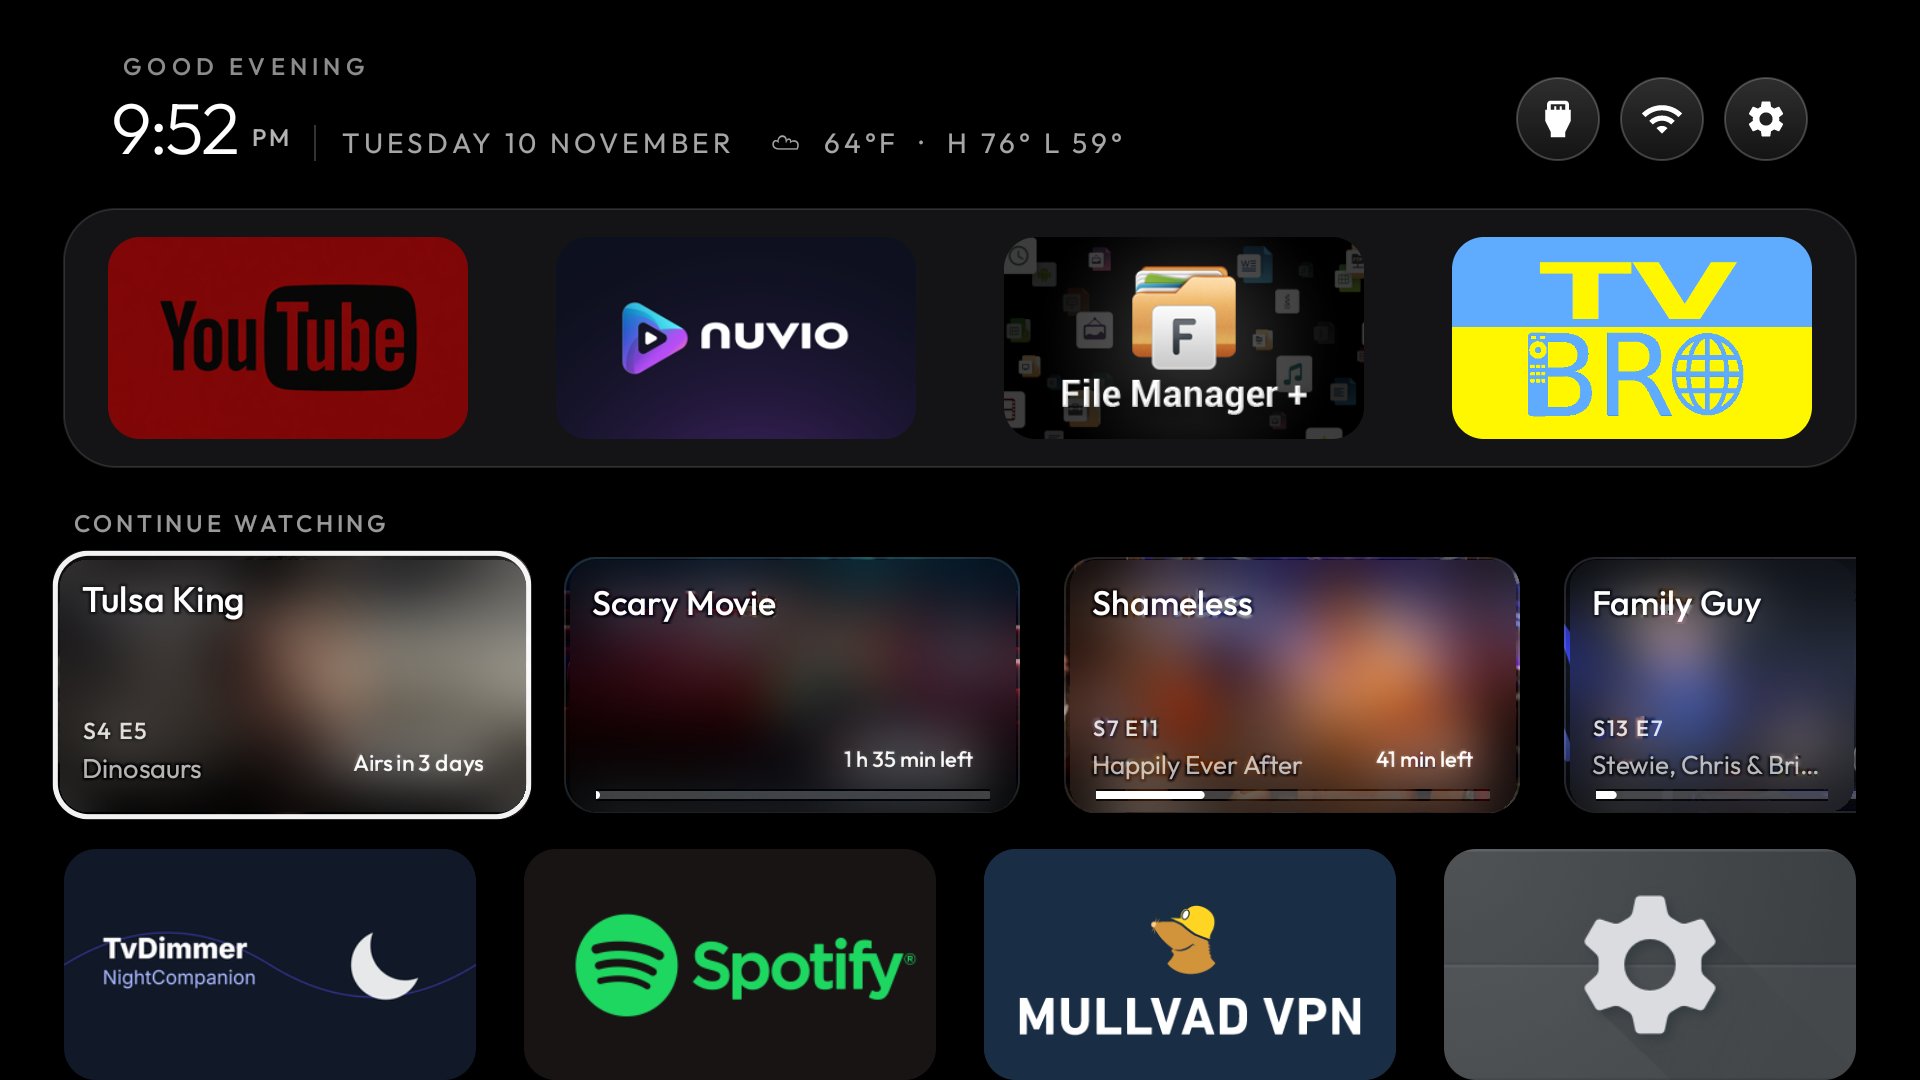 GOOD EVENING
9:52 PM
TUESDAY 10 NOVEMBER 64°F · H 76° L 59°
YouTube
nuvio
F
File Manager +
TV
BRO
CONTINUE WATCHING
Tulsa King
S4 E5
Dinosaurs
Airs in 3 days
Scary Movie
1 h 35 min left
Shameless
S7 E11
Happily Ever After
41 min left
Family Guy
S13 E7
Stewie, Chris & Bri...
TvDimmer
NightCompanion
Spotify®
MULLVAD VPN